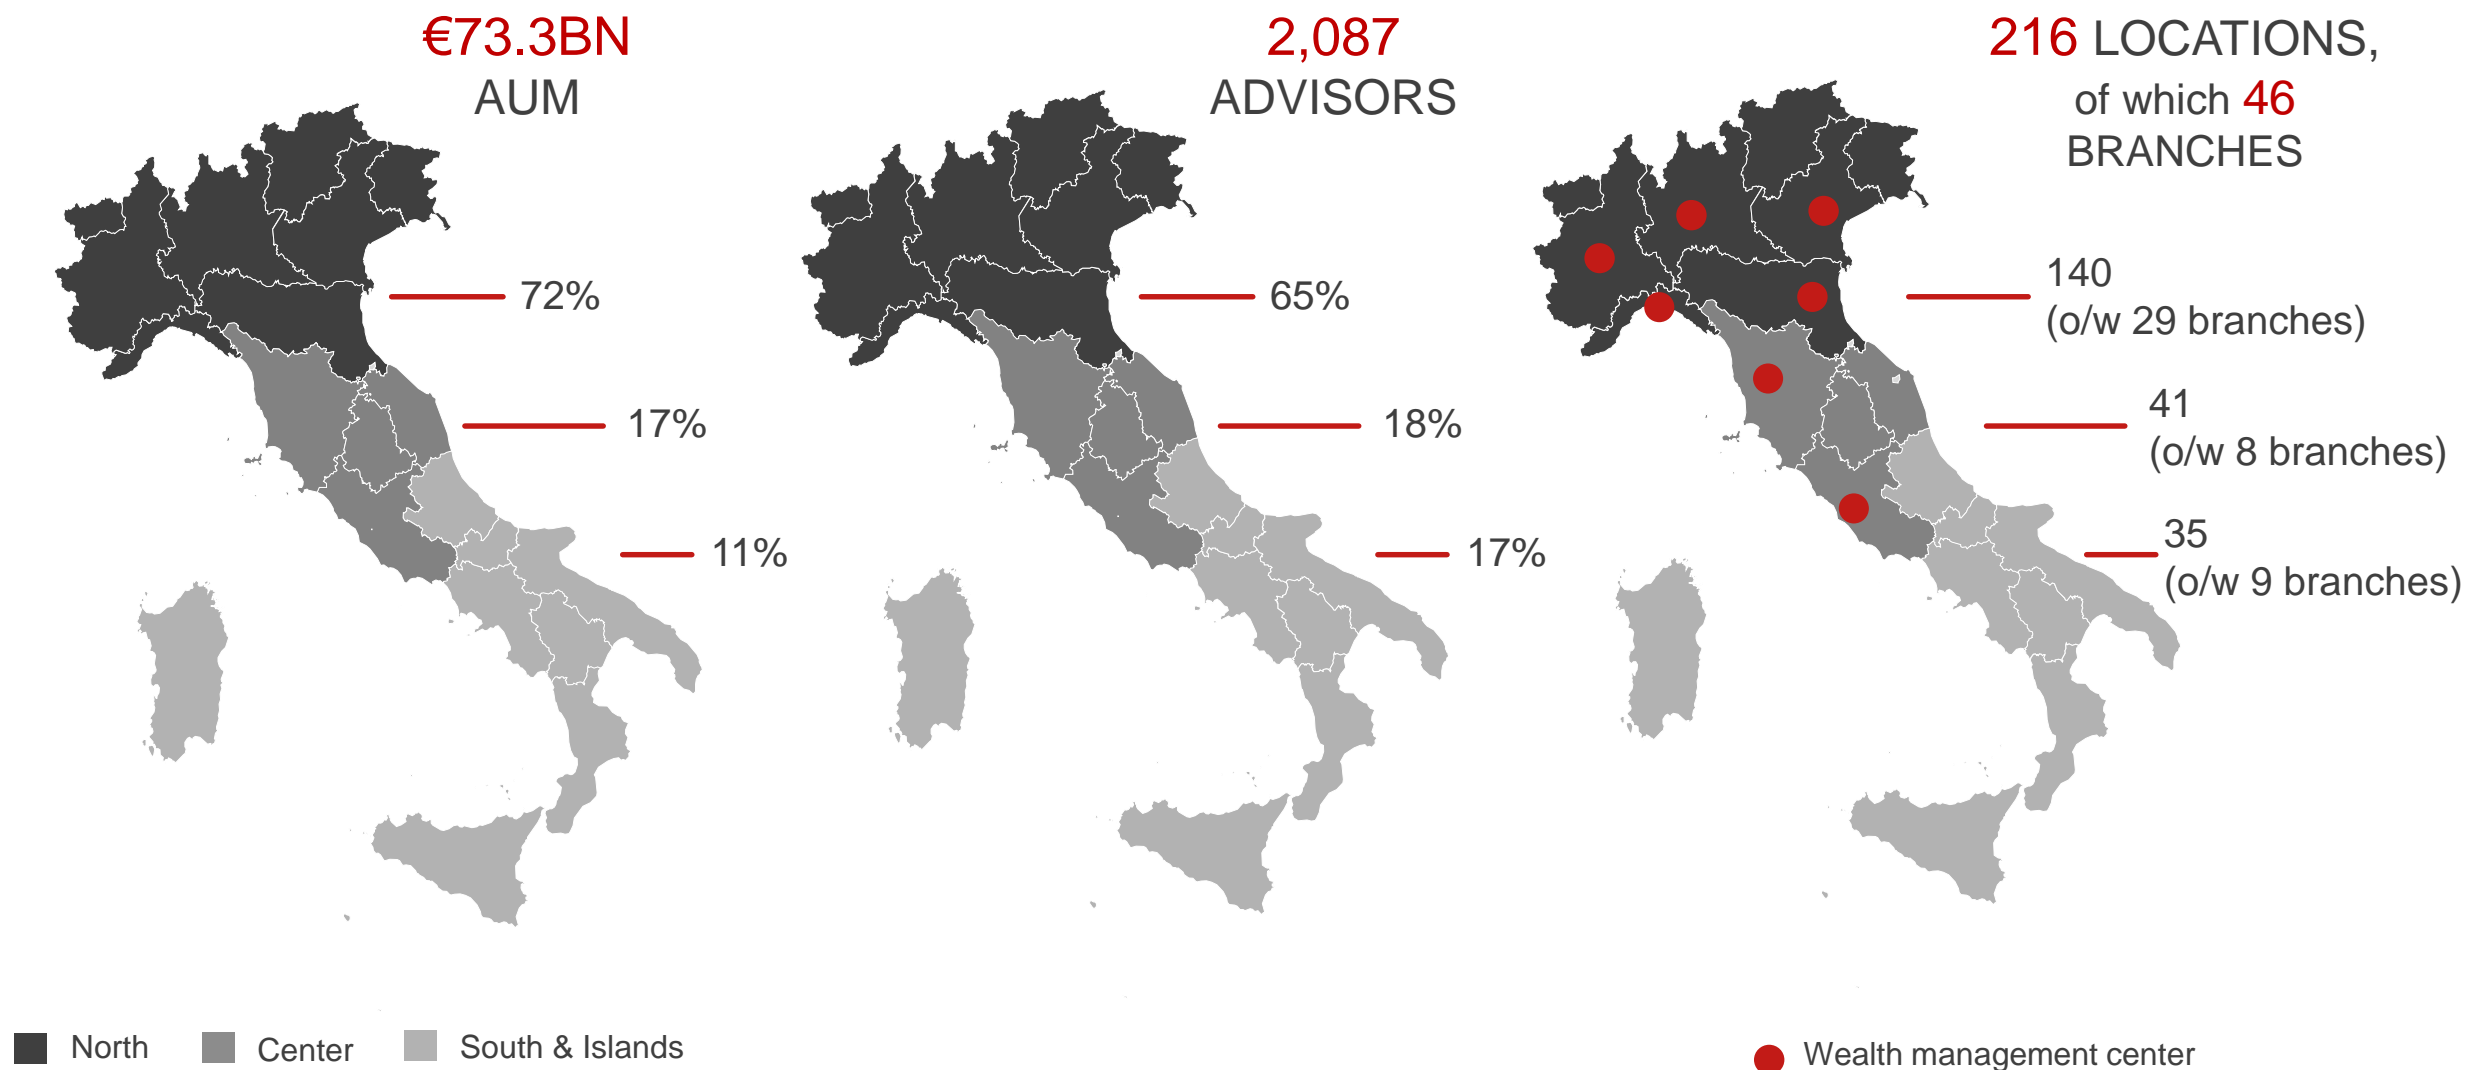 €73.3BN
AUM
72%
17%
11%
2,087
ADVISORS
65%
18%
17%
216 LOCATIONS,
of which 46
BRANCHES
140
(o/w 29 branches)
41
(o/w 8 branches)
35
(o/w 9 branches)
North
Center
South & Islands
Wealth management center